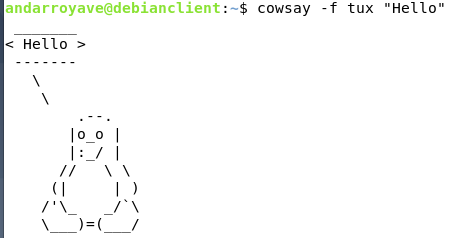 andarroyave@debianclient:~$ cowsay -f tux "Hello"
 _______
< Hello >
 -------
   \
    \
        .--.
       |o_o |
       |:_/ |
      //   \ \
     (|     | )
    /'\_   _/`\
    \___)=(___/